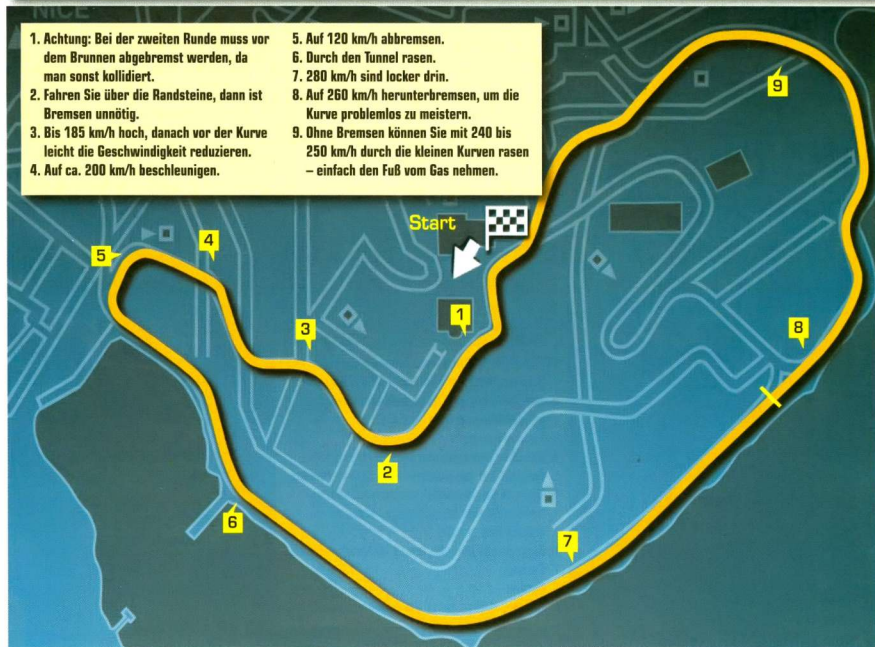 NICE
1. Achtung: Bei der zweiten Runde muss vor
dem Brunnen abgebremst werden, da
man sonst kollidiert.
2. Fahren Sie über die Randsteine, dann ist
Bremsen unnötig.
3. Bis 185 km/h hoch, danach vor der Kurve
leicht die Geschwindigkeit reduzieren.
4. Auf ca. 200 km/h beschleunigen.
5. Auf 120 km/h abbremsen.
6. Durch den Tunnel rasen.
7. 280 km/h sind locker drin.
8. Auf 260 km/h herunterbremsen, um die
Kurve problemlos zu meistern.
9. Ohne Bremsen können Sie mit 240 bis
250 km/h durch die kleinen Kurven rasen
– einfach den Fuß vom Gas nehmen.
9
Start
4
5
1
3
8
2
6
7